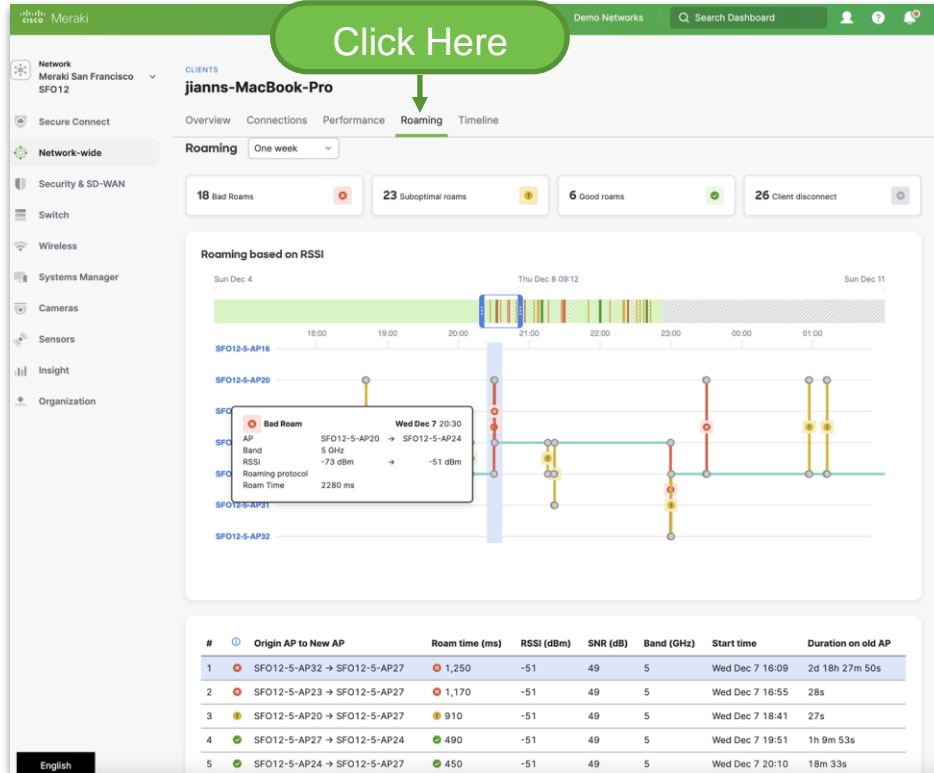 cisco Meraki
Demo Networks
Search Dashboard
Click Here
Network
Meraki San Francisco
SFO12
Secure Connect
Network-wide
Security & SD-WAN
Switch
Wireless
Systems Manager
Cameras
Sensors
Insight
Organization
English
CLIENTS
jianns-MacBook-Pro
Overview Connections Performance Roaming Timeline
Roaming One week
18 Bad Roams 23 Suboptimal roams 6 Good roams 26 Client disconnect
Roaming based on RSSI
Sun Dec 4 Thu Dec 8 09:12 Sun Dec 11
18:00 19:00 20:00 21:00 22:00 23:00 00:00 01:00
SFO12-5-AP16
SFO12-5-AP20
SFO
SFO
SFO
SFO12-5-AP31
SFO12-5-AP32
Bad Roam Wed Dec 7 20:30
AP SFO12-5-AP20 → SFO12-5-AP24
Band 5 GHz
RSSI -73 dBm → -51 dBm
Roaming protocol
Roam Time 2280 ms
# Origin AP to New AP Roam time (ms) RSSI (dBm) SNR (dB) Band (GHz) Start time Duration on old AP
1 SFO12-5-AP32 → SFO12-5-AP27 1,250 -51 49 5 Wed Dec 7 16:09 2d 18h 27m 50s
2 SFO12-5-AP23 → SFO12-5-AP27 1,170 -51 49 5 Wed Dec 7 16:55 28s
3 SFO12-5-AP20 → SFO12-5-AP27 910 -51 49 5 Wed Dec 7 18:41 27s
4 SFO12-5-AP27 → SFO12-5-AP24 490 -51 49 5 Wed Dec 7 19:51 1h 9m 53s
5 SFO12-5-AP24 → SFO12-5-AP27 450 -51 49 5 Wed Dec 7 20:10 18m 33s